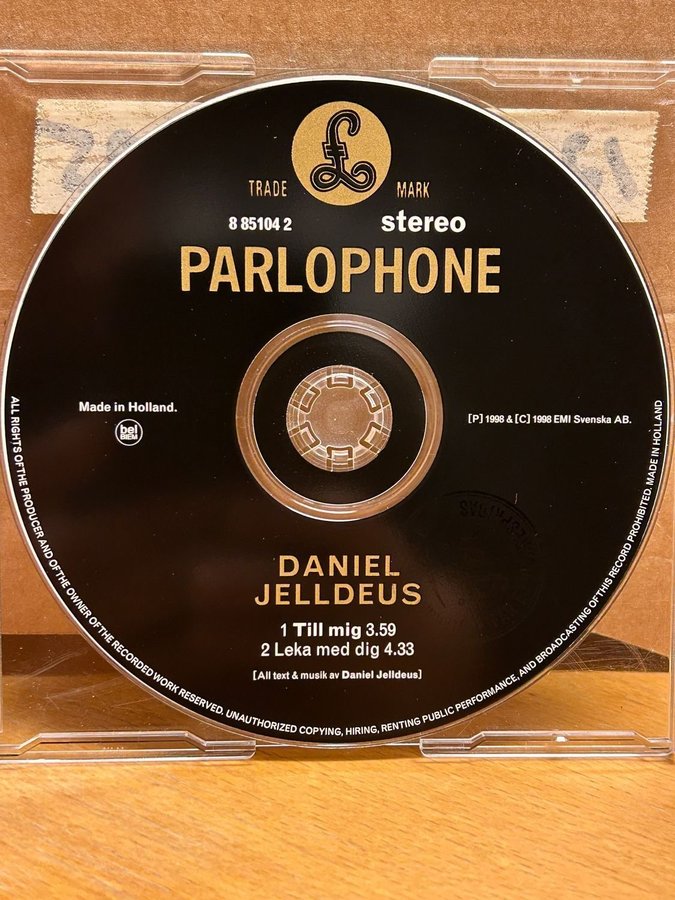 £
TRADE MARK
8 85104 2 stereo
PARLOPHONE
Made in Holland.
bel
BIEM
[P] 1998 & [C] 1998 EMI Svenska AB.
DANIEL
JELLDEUS
1 Till mig 3.59
2 Leka med dig 4.33
[All text & musik av Daniel Jelldeus]
ALL RIGHTS OF THE PRODUCER AND OF THE OWNER OF THE RECORDED WORK RESERVED. UNAUTHORIZED COPYING, HIRING, RENTING PUBLIC PERFORMANCE, AND BROADCASTING OF THIS RECORD PROHIBITED. MADE IN HOLLAND